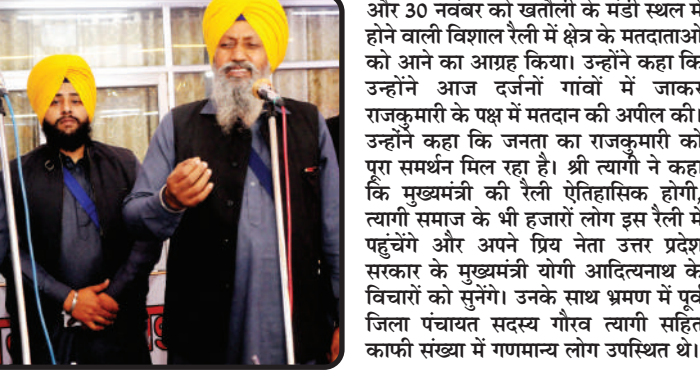 और 30 नवंबर को खतौली के मंडी स्थल में
होने वाली विशाल रैली में क्षेत्र के मतदाताओं
को आने का आग्रह किया। उन्होंने कहा कि
उन्होंने आज दर्जनों गांवों में जाकर
राजकुमारी के पक्ष में मतदान की अपील की।
उन्होंने कहा कि जनता का राजकुमारी को
पूरा समर्थन मिल रहा है। श्री त्यागी ने कहा
कि मुख्यमंत्री की रैली ऐतिहासिक होगी,
त्यागी समाज के भी हजारों लोग इस रैली में
पहुंचेंगे और अपने प्रिय नेता उत्तर प्रदेश
सरकार के मुख्यमंत्री योगी आदित्यनाथ के
विचारों को सुनेंगे। उनके साथ भ्रमण में पूर्व
जिला पंचायत सदस्य गौरव त्यागी सहित
काफी संख्या में गणमान्य लोग उपस्थित थे।